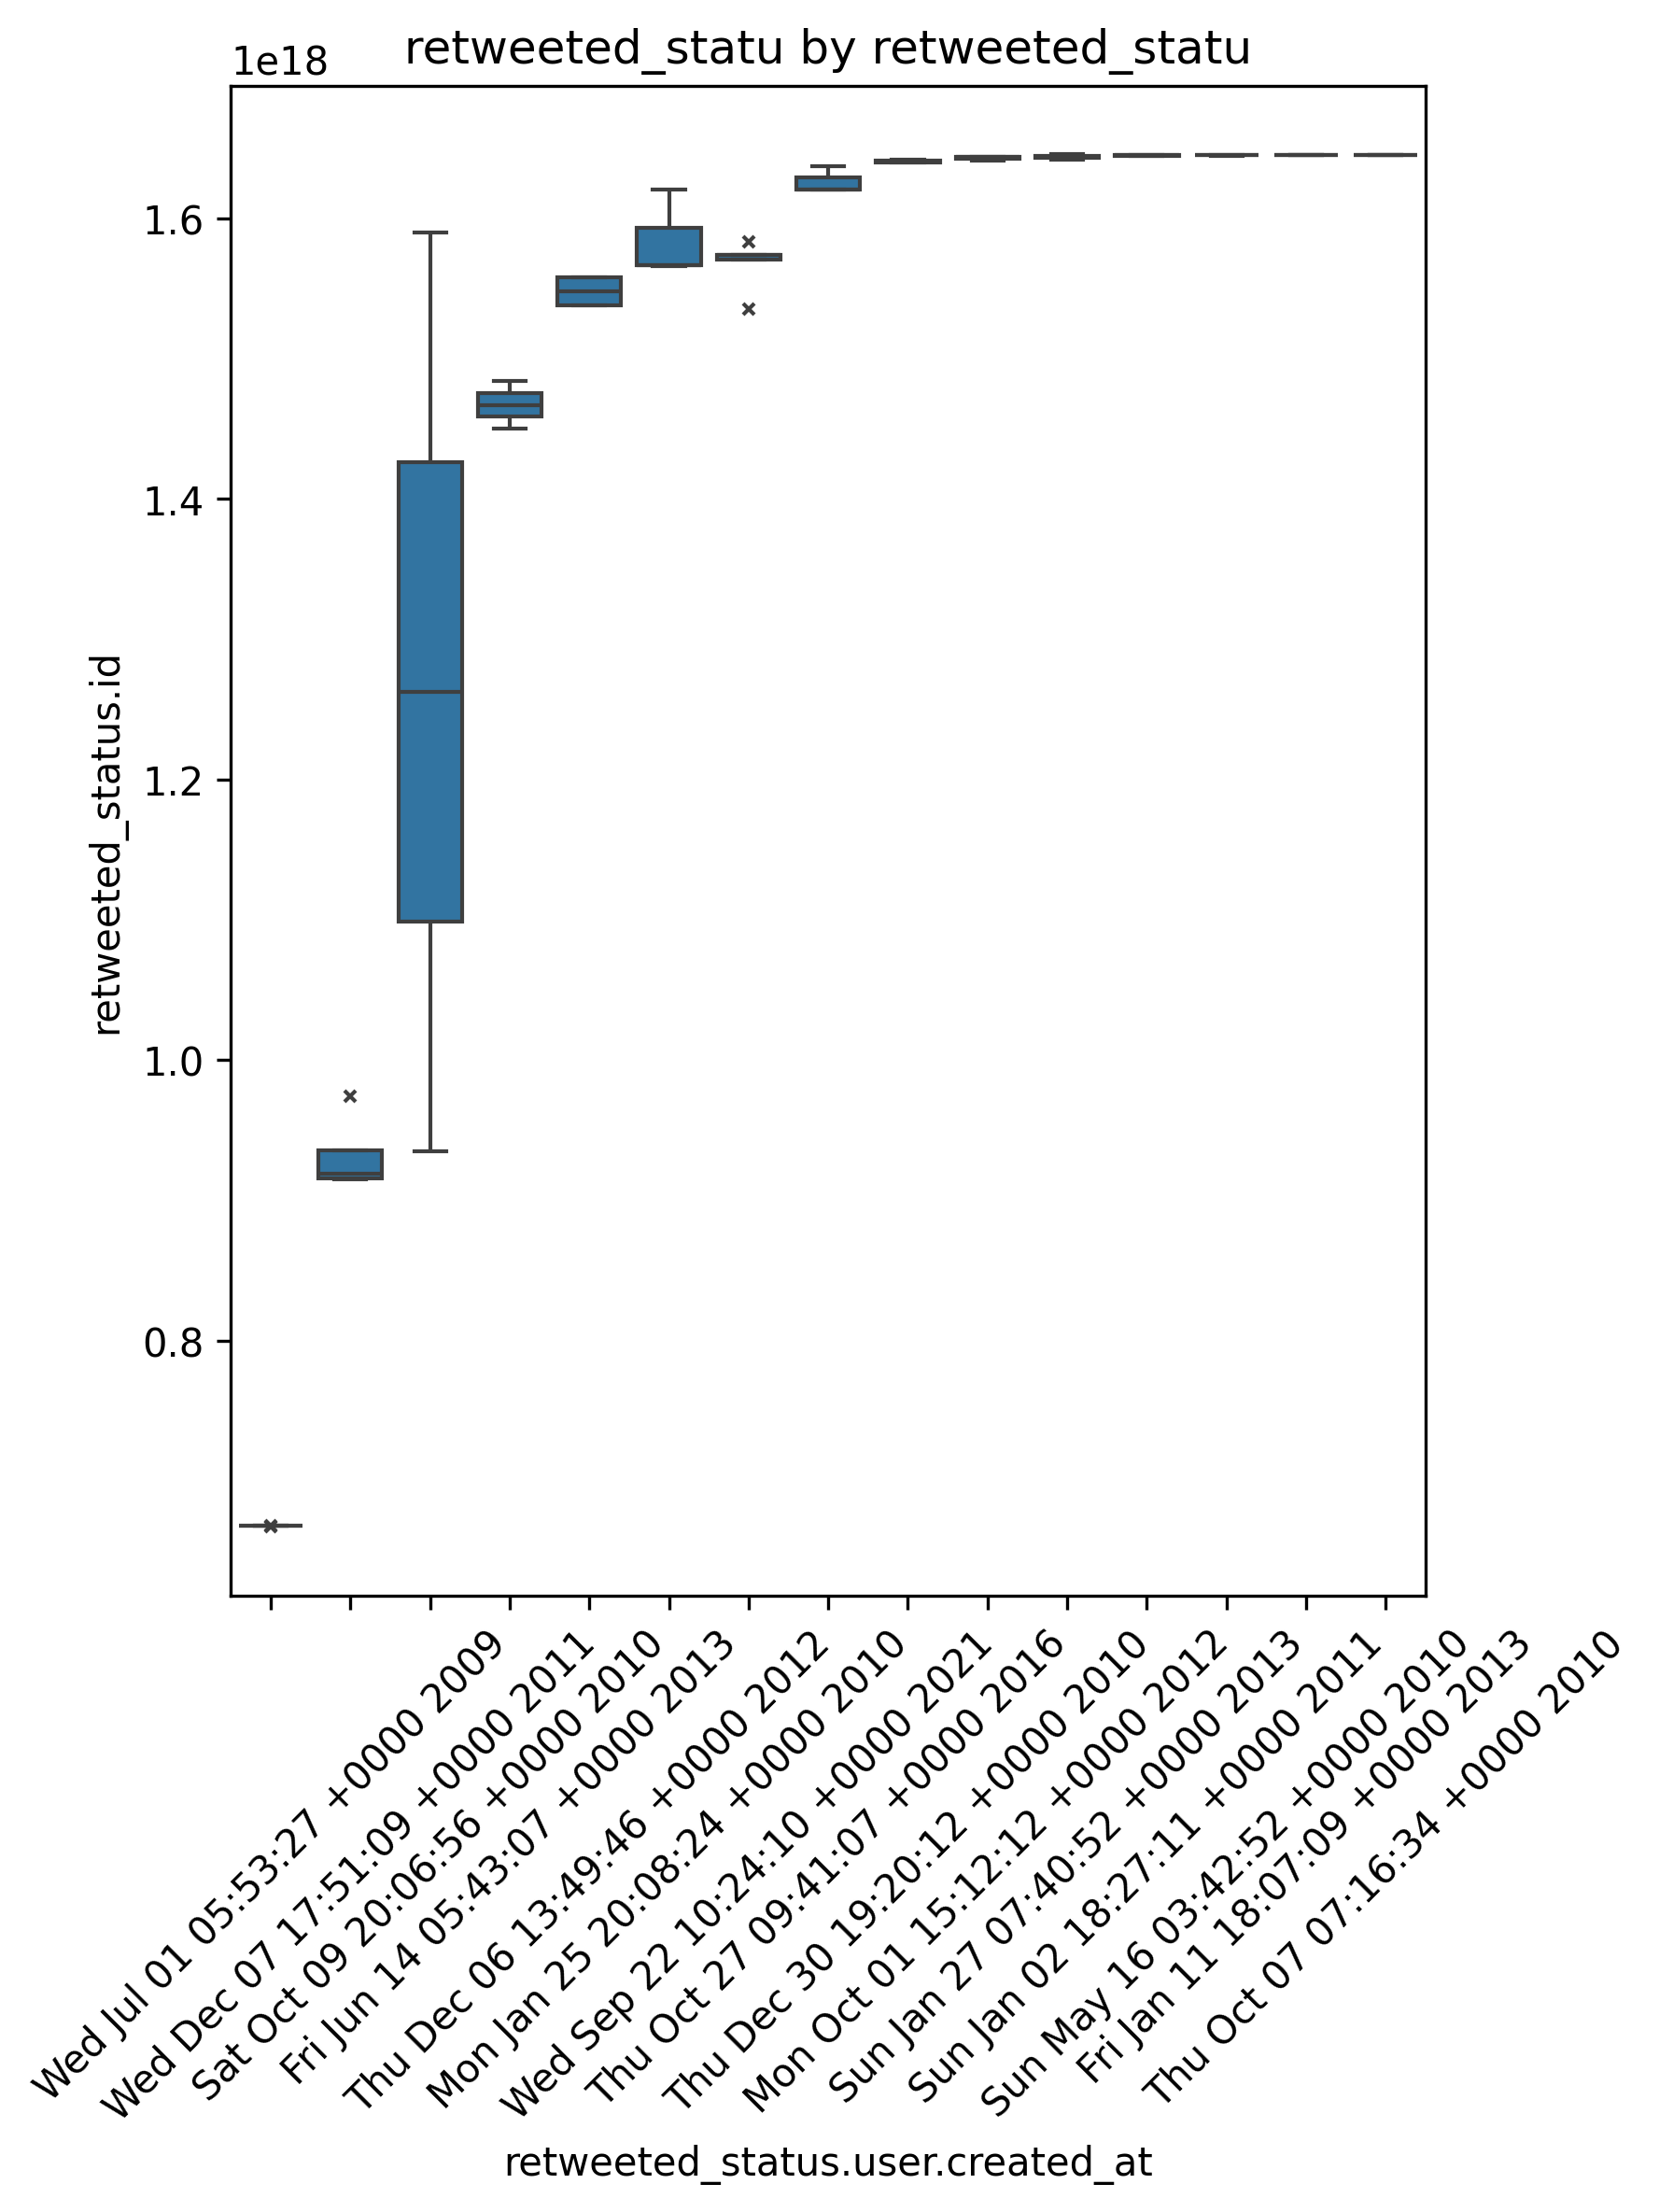 retweeted_statu by retweeted_statu
1e18
1.6
1.4
1.2
1.0
0.8
retweeted_status.id
Wed Jul 01 05:53:27 +0000 2009
Wed Dec 07 17:51:09 +0000 2011
Sat Oct 09 20:06:56 +0000 2010
Fri Jun 14 05:43:07 +0000 2013
Thu Dec 06 13:49:46 +0000 2012
Mon Jan 25 20:08:24 +0000 2010
Wed Sep 22 10:24:10 +0000 2021
Thu Oct 27 09:41:07 +0000 2016
Thu Dec 30 19:20:12 +0000 2010
Mon Oct 01 15:12:12 +0000 2012
Sun Jan 27 07:40:52 +0000 2013
Sun Jan 02 18:27:11 +0000 2011
Sun May 16 03:42:52 +0000 2010
Fri Jan 11 18:07:09 +0000 2013
Thu Oct 07 07:16:34 +0000 2010
retweeted_status.user.created_at